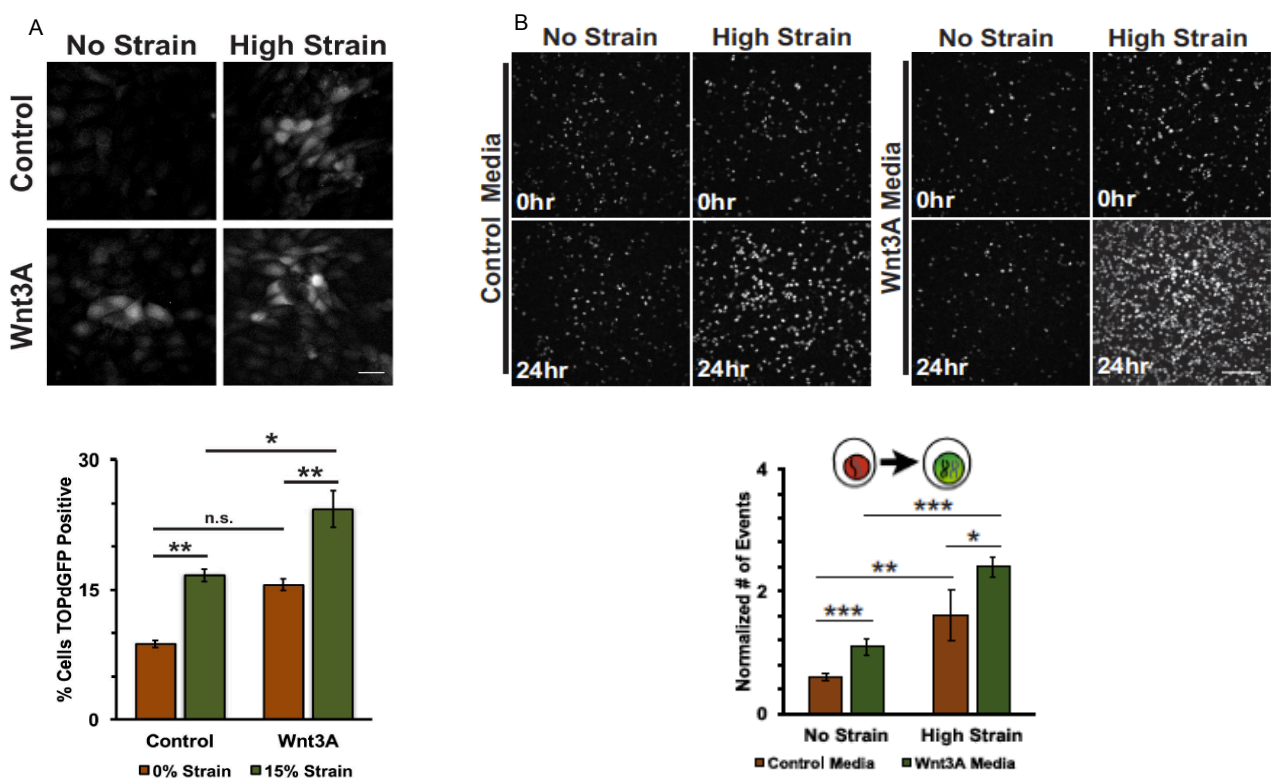 A
No Strain High Strain
Control
Wnt3A
30
15
0
% Cells TOPdGFP Positive
*
**
n.s.
**
Control Wnt3A
0% Strain 15% Strain
B
No Strain High Strain
No Strain High Strain
Control Media
0hr 0hr
24hr 24hr
Wnt3A Media
0hr 0hr
24hr 24hr
4
2
0
Normalized # of Events
***
*
**
***
No Strain High Strain
Control Media Wnt3A Media